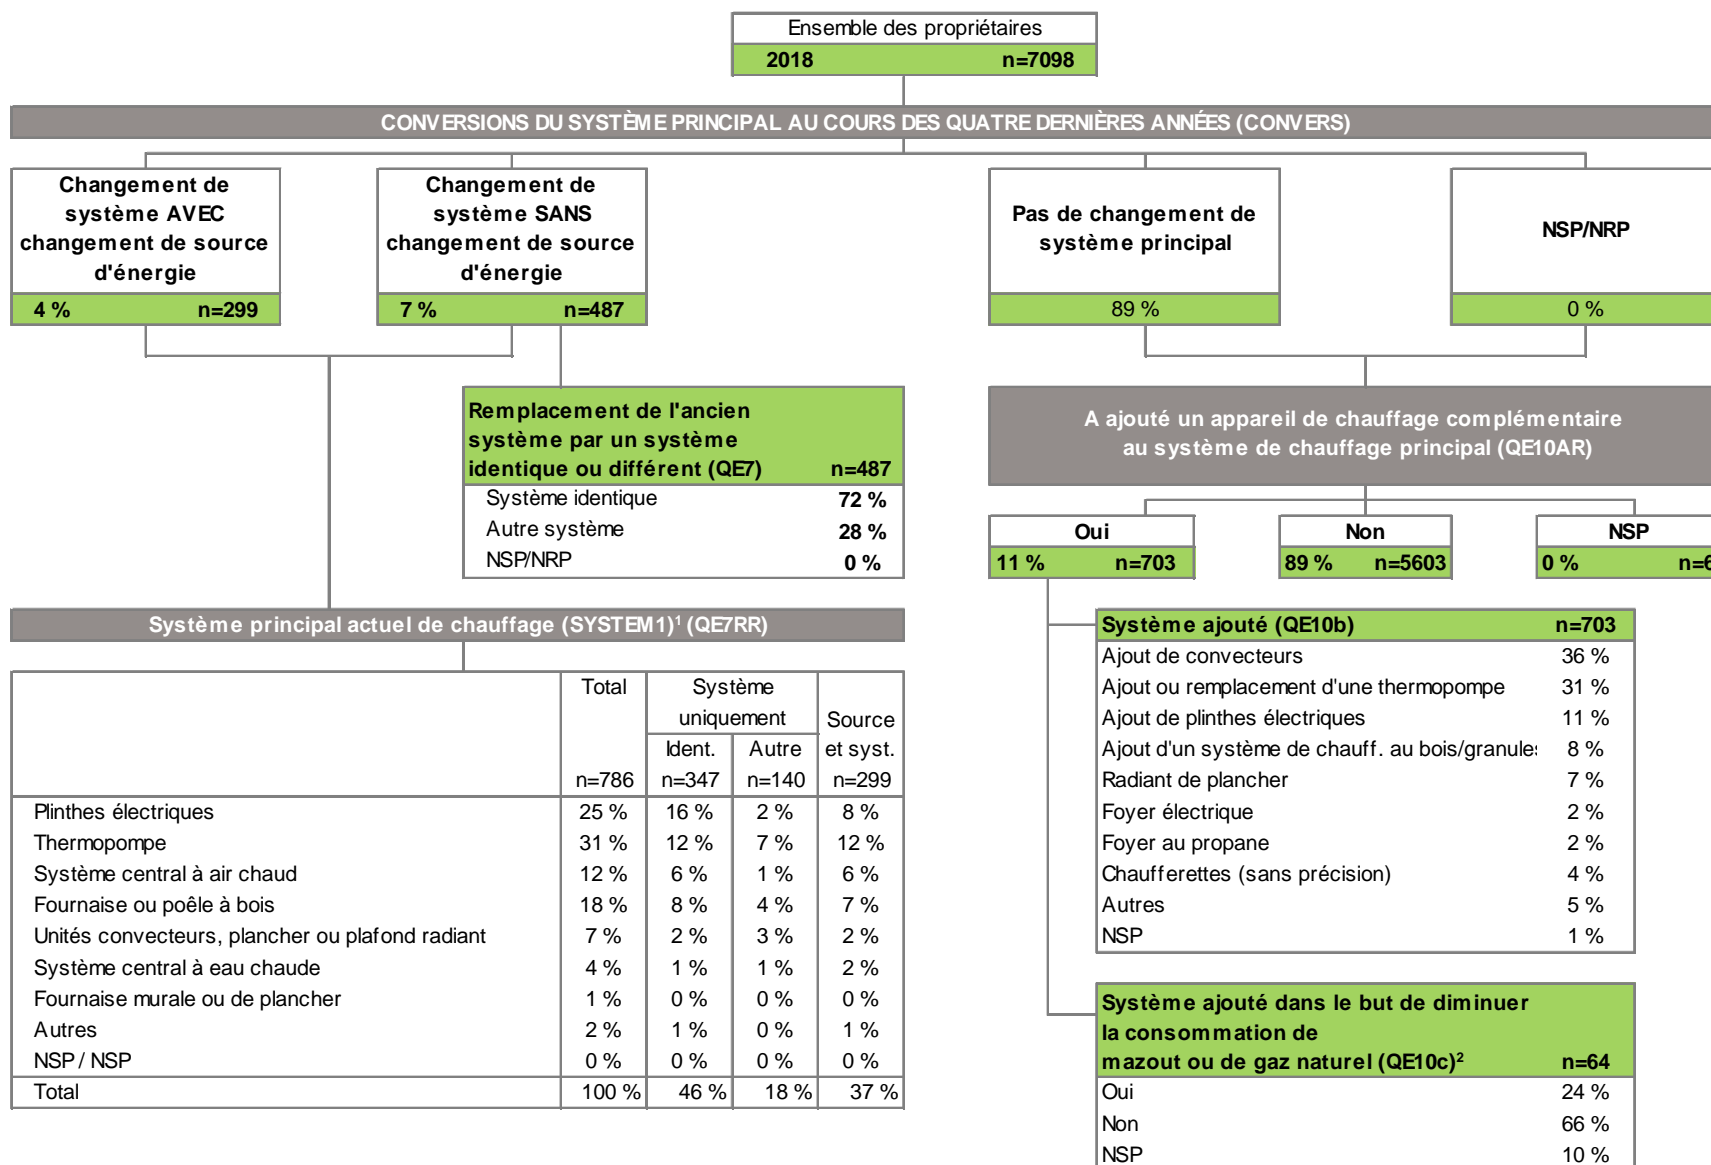 Ensemble des propriétaires
2018 n=7098
CONVERSIONS DU SYSTÈME PRINCIPAL AU COURS DES QUATRE DERNIÈRES ANNÉES (CONVERS)
Changement de
système AVEC
changement de source
d'énergie
4 % n=299
Changement de
système SANS
changement de source
d'énergie
7 % n=487
Pas de changement de
système principal
89 %
NSP/NRP
0 %
Remplacement de l'ancien
système par un système
identique ou différent (QE7) n=487
Système identique 72 %
Autre système 28 %
NSP/NRP 0 %
A ajouté un appareil de chauffage complémentaire
au système de chauffage principal (QE10AR)
Oui
11 % n=703
Non
89 % n=5603
NSP
0 % n=6
Système principal actuel de chauffage (SYSTEM1)¹ (QE7RR)
Total Système
uniquement Source
Ident. Autre et syst.
n=786 n=347 n=140 n=299
Plinthes électriques 25 % 16 % 2 % 8 %
Thermopompe 31 % 12 % 7 % 12 %
Système central à air chaud 12 % 6 % 1 % 6 %
Fournaise ou poêle à bois 18 % 8 % 4 % 7 %
Unités convecteurs, plancher ou plafond radiant 7 % 2 % 3 % 2 %
Système central à eau chaude 4 % 1 % 1 % 2 %
Fournaise murale ou de plancher 1 % 0 % 0 % 0 %
Autres 2 % 1 % 0 % 1 %
NSP / NSP 0 % 0 % 0 % 0 %
Total 100 % 46 % 18 % 37 %
Système ajouté (QE10b) n=703
Ajout de convecteurs 36 %
Ajout ou remplacement d'une thermopompe 31 %
Ajout de plinthes électriques 11 %
Ajout d'un système de chauff. au bois/granules 8 %
Radiant de plancher 7 %
Foyer électrique 2 %
Foyer au propane 2 %
Chaufferettes (sans précision) 4 %
Autres 5 %
NSP 1 %
Système ajouté dans le but de diminuer
la consommation de
mazout ou de gaz naturel (QE10c)² n=64
Oui 24 %
Non 66 %
NSP 10 %